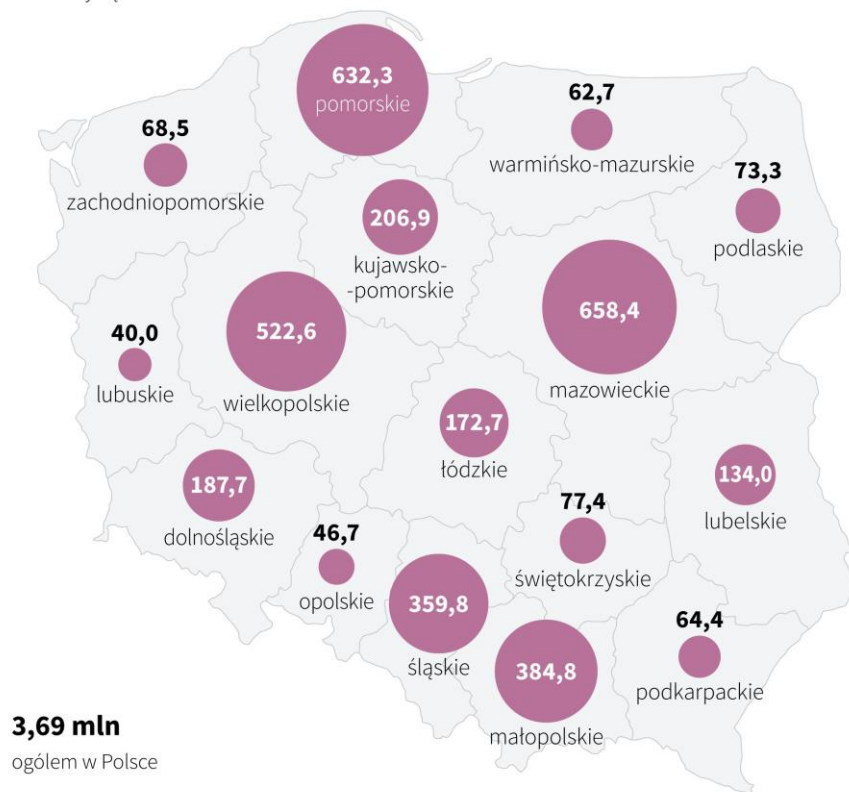 632,3
pomorskie
62,7
warmińsko-mazurskie
68,5
zachodniopomorskie
73,3
podlaskie
206,9
kujawsko-
-pomorskie
658,4
mazowieckie
522,6
wielkopolskie
40,0
lubuskie
172,7
łódzkie
134,0
lubelskie
187,7
dolnośląskie
77,4
świętokrzyskie
46,7
opolskie
359,8
śląskie
384,8
małopolskie
64,4
podkarpackie
3,69 mln
ogólem w Polsce